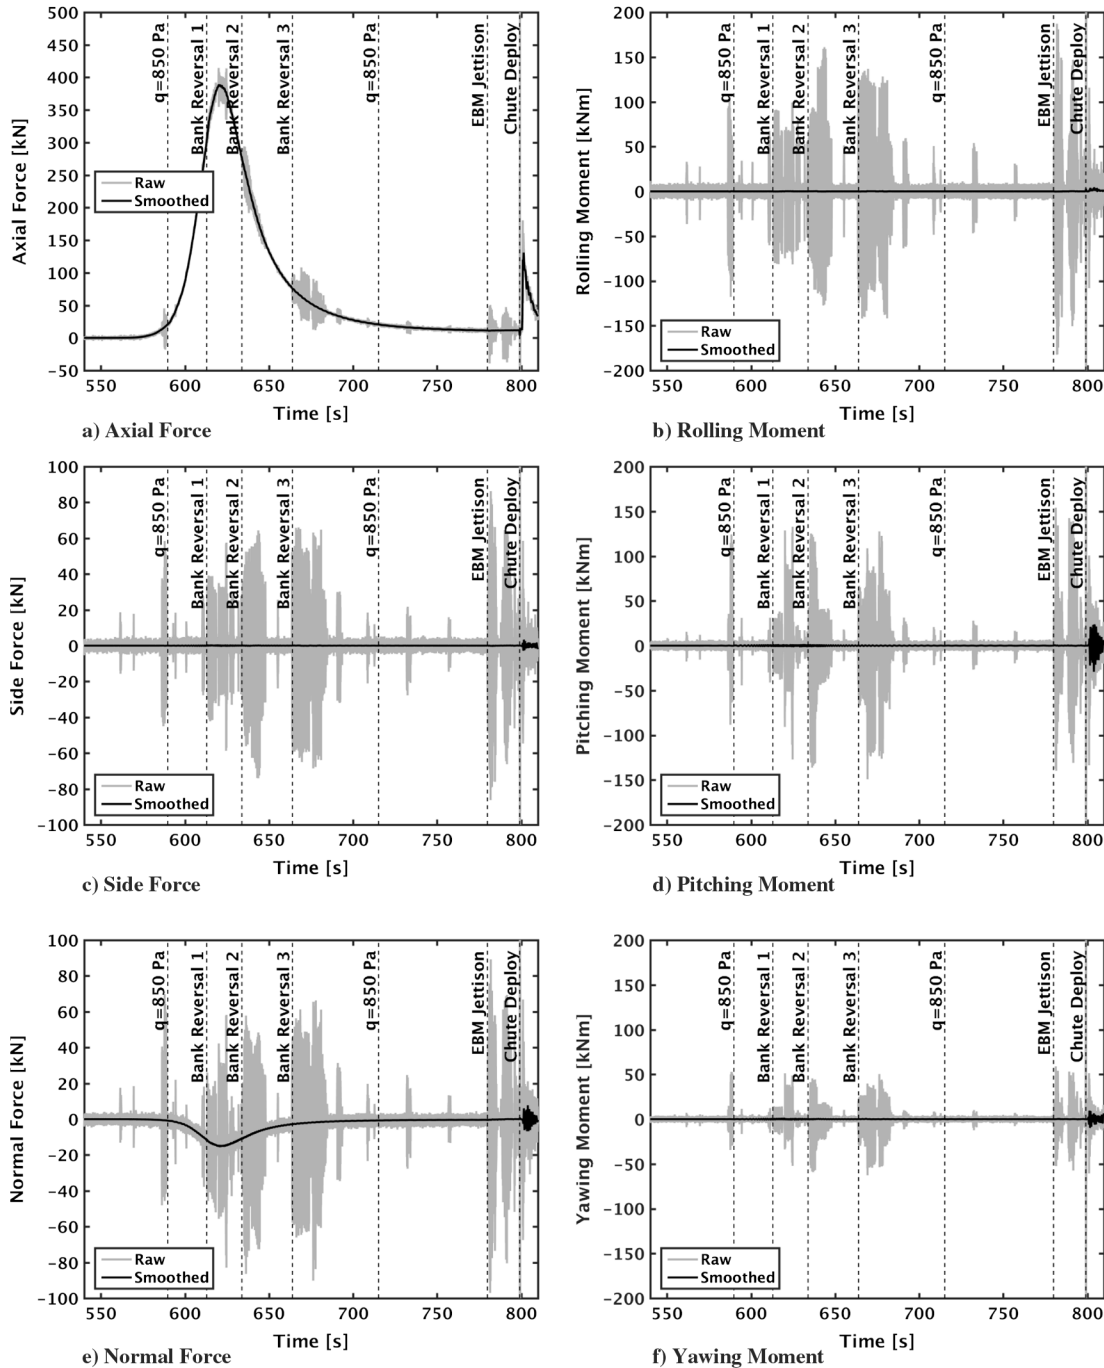 500
450
400
350
300
250
200
150
100
50
0
-50
550 600 650 700 750 800
Axial Force [kN]
Time [s]
q=850 Pa
Bank Reversal 1
Bank Reversal 2
Bank Reversal 3
q=850 Pa
EBM Jettison
Chute Deploy
Raw
Smoothed
a) Axial Force
200
150
100
50
0
-50
-100
-150
-200
550 600 650 700 750 800
Rolling Moment [kNm]
Time [s]
q=850 Pa
Bank Reversal 1
Bank Reversal 2
Bank Reversal 3
q=850 Pa
EBM Jettison
Chute Deploy
Raw
Smoothed
b) Rolling Moment
100
80
60
40
20
0
-20
-40
-60
-80
-100
550 600 650 700 750 800
Side Force [kN]
Time [s]
q=850 Pa
Bank Reversal 1
Bank Reversal 2
Bank Reversal 3
q=850 Pa
EBM Jettison
Chute Deploy
Raw
Smoothed
c) Side Force
200
150
100
50
0
-50
-100
-150
-200
550 600 650 700 750 800
Pitching Moment [kNm]
Time [s]
q=850 Pa
Bank Reversal 1
Bank Reversal 2
Bank Reversal 3
q=850 Pa
EBM Jettison
Chute Deploy
Raw
Smoothed
d) Pitching Moment
100
80
60
40
20
0
-20
-40
-60
-80
-100
550 600 650 700 750 800
Normal Force [kN]
Time [s]
q=850 Pa
Bank Reversal 1
Bank Reversal 2
Bank Reversal 3
q=850 Pa
EBM Jettison
Chute Deploy
Raw
Smoothed
e) Normal Force
200
150
100
50
0
-50
-100
-150
-200
550 600 650 700 750 800
Yawing Moment [kNm]
Time [s]
q=850 Pa
Bank Reversal 1
Bank Reversal 2
Bank Reversal 3
q=850 Pa
EBM Jettison
Chute Deploy
Raw
Smoothed
f) Yawing Moment